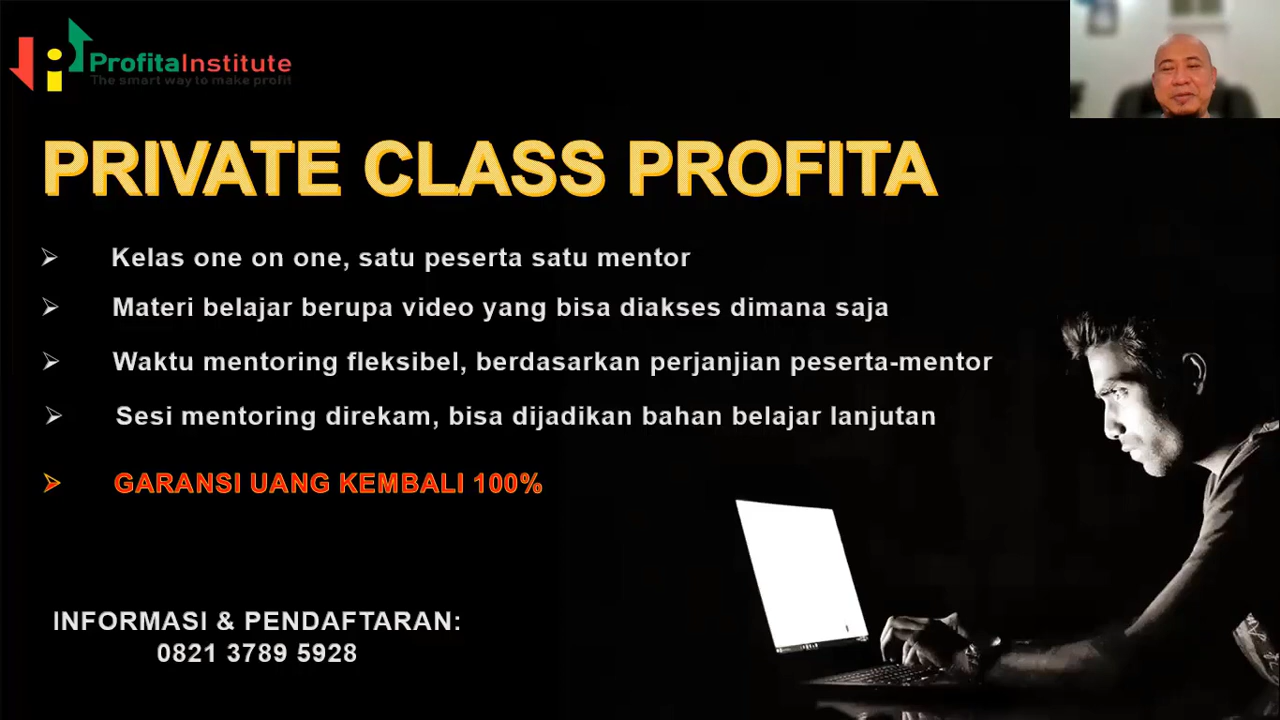 ProfitaInstitute
The smart way to make profit
PRIVATE CLASS PROFITA
Kelas one on one, satu peserta satu mentor
Materi belajar berupa video yang bisa diakses dimana saja
Waktu mentoring fleksibel, berdasarkan perjanjian peserta-mentor
Sesi mentoring direkam, bisa dijadikan bahan belajar lanjutan
GARANSI UANG KEMBALI 100%
INFORMASI & PENDAFTARAN:
0821 3789 5928